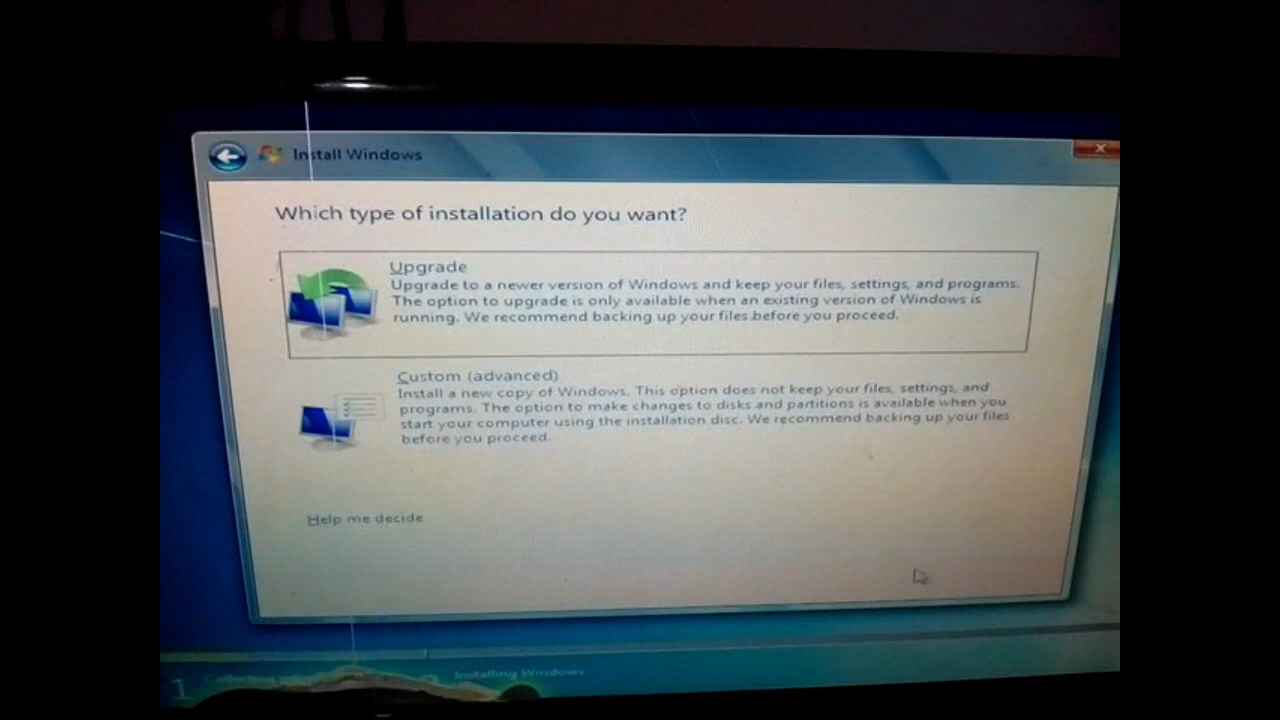 Install Windows
Which type of installation do you want?
Upgrade
Upgrade to a newer version of Windows and keep your files, settings, and programs.
The option to upgrade is only available when an existing version of Windows is
running. We recommend backing up your files before you proceed.
Custom (advanced)
Install a new copy of Windows. This option does not keep your files, settings, and
programs. The option to make changes to disks and partitions is available when you
start your computer using the installation disc. We recommend backing up your files
before you proceed.
Help me decide
1 Collecting
Installing Windows